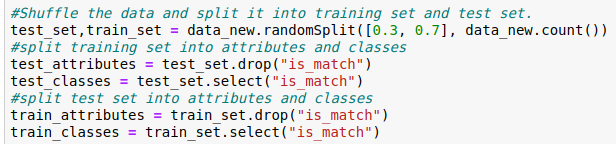 #Shuffle the data and split it into training set and test set.
test_set,train_set = data_new.randomSplit([0.3, 0.7], data_new.count())
#split training set into attributes and classes
test_attributes = test_set.drop("is_match")
test_classes = test_set.select("is_match")
#split test set into attributes and classes
train_attributes = train_set.drop("is_match")
train_classes = train_set.select("is_match")